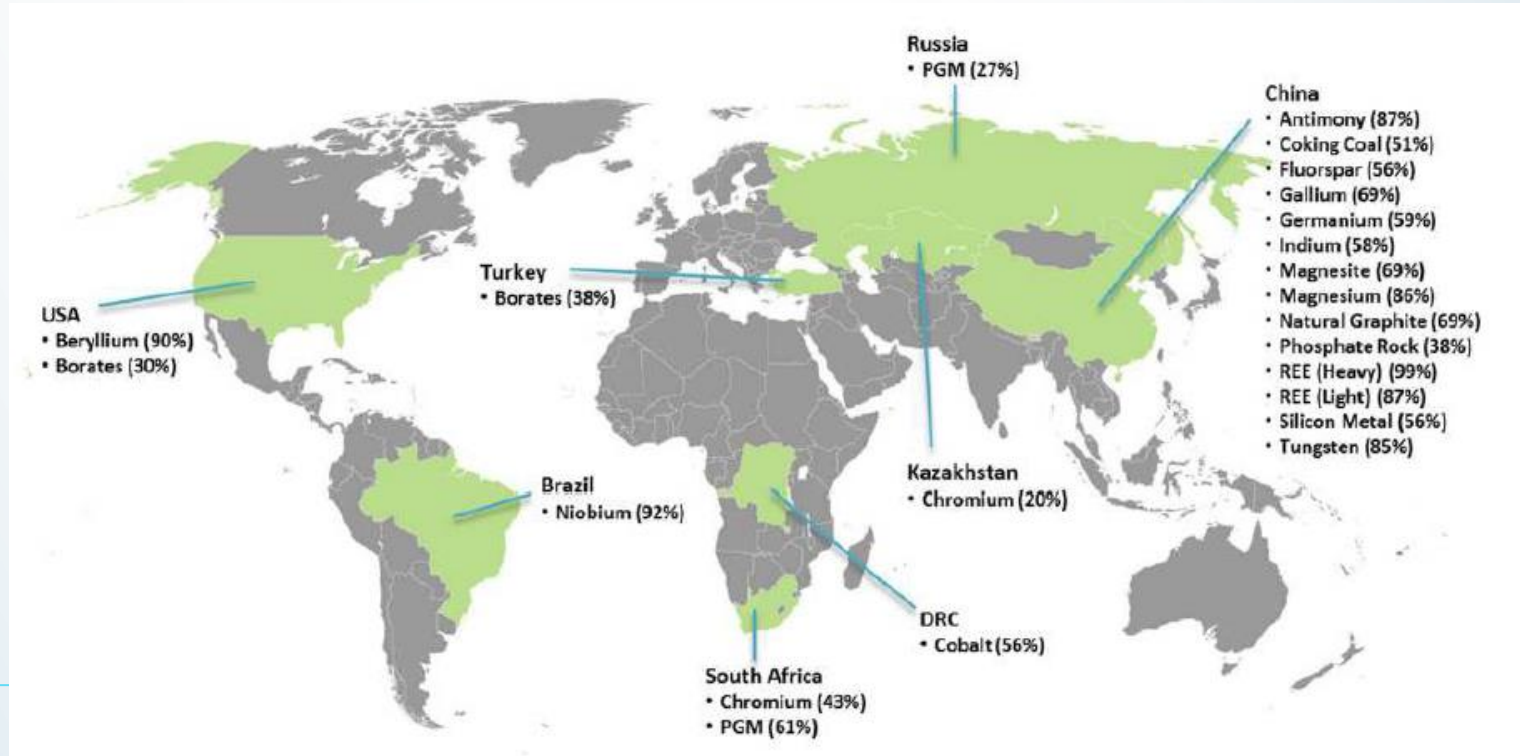 Russia
• PGM (27%)
China
• Antimony (87%)
• Coking Coal (51%)
• Fluorspar (56%)
• Gallium (69%)
• Germanium (59%)
• Indium (58%)
• Magnesite (69%)
• Magnesium (86%)
• Natural Graphite (69%)
• Phosphate Rock (38%)
• REE (Heavy) (99%)
• REE (Light) (87%)
• Silicon Metal (56%)
• Tungsten (85%)
Turkey
• Borates (38%)
USA
• Beryllium (90%)
• Borates (30%)
Kazakhstan
• Chromium (20%)
Brazil
• Niobium (92%)
DRC
• Cobalt (56%)
South Africa
• Chromium (43%)
• PGM (61%)